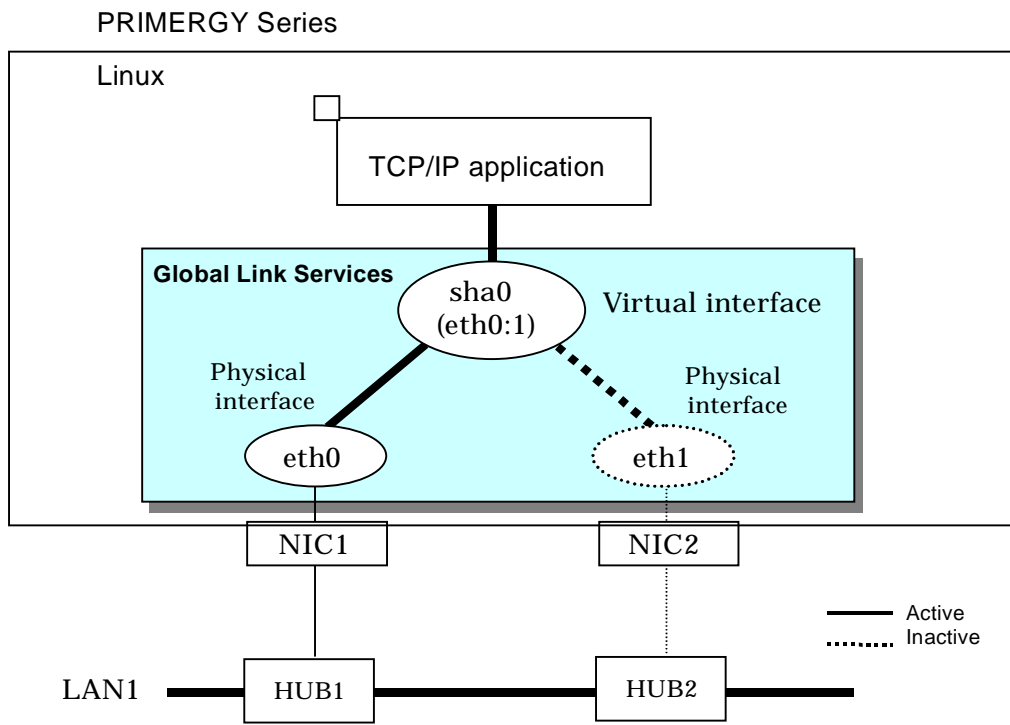 PRIMERGY Series
Linux
TCP/IP application
Global Link Services
sha0
(eth0:1)
Virtual interface
Physical
interface
Physical
interface
eth0
eth1
NIC1
NIC2
Active
Inactive
LAN1
HUB1
HUB2